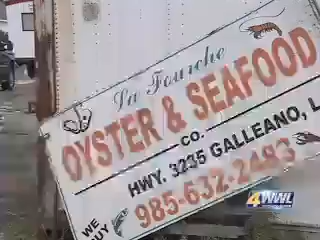 La Fourche
OYSTER & SEAFOOD
CO.
HWY. 3235 GALLEANO, L
WE BUY
985-632-2483
4WWL